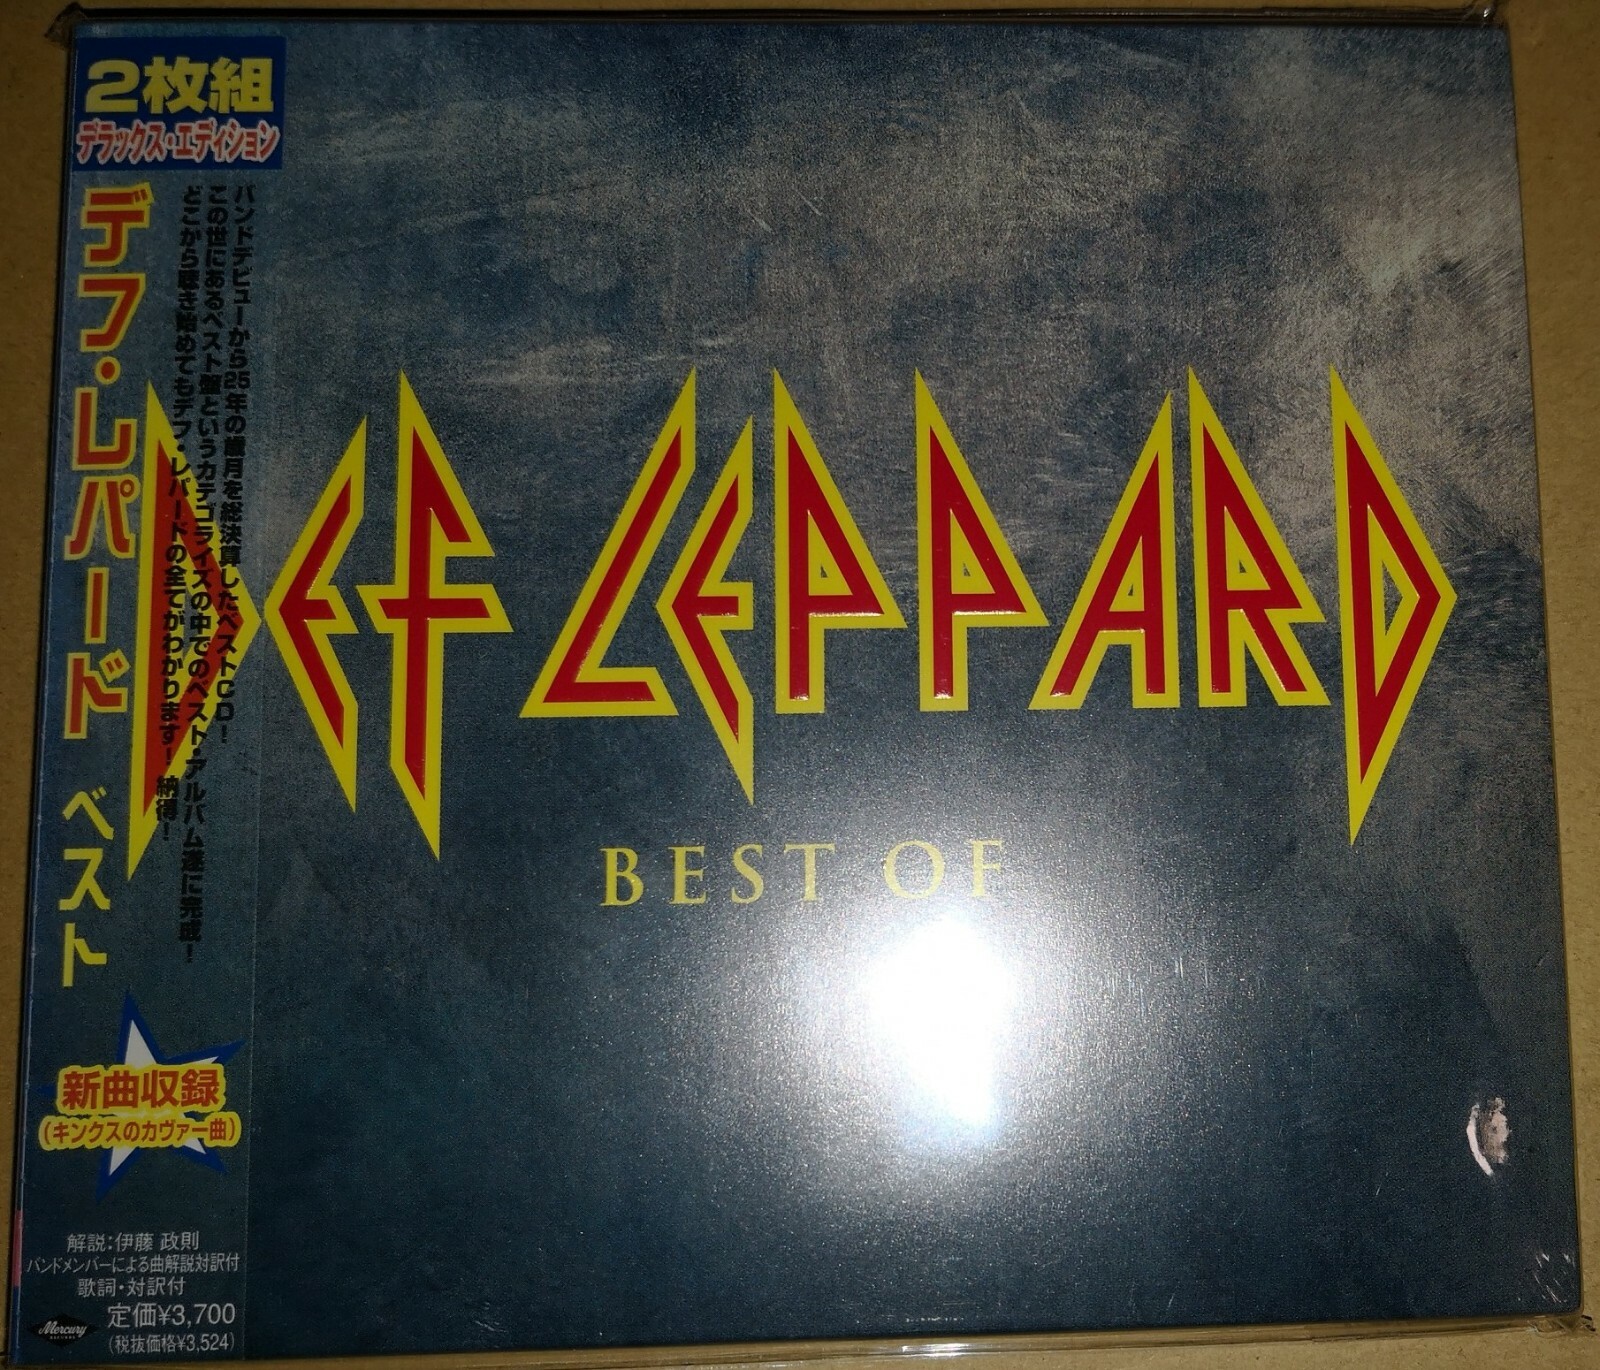 2枚組
デラックス・エディション
バンドデビューから25年の歳月を総決算したベストCD！
この世にあるベスト盤というカテゴライズの中でのベスト・アルバム遂に完成！
どこから聴き始めてもデフ・レパードの全てがわかります！納得！
デフ・レパード ベスト
DEF LEPPARD
BEST OF
新曲収録
（キンクスのカヴァー曲）
解説：伊藤 政則
バンドメンバーによる曲解説対訳付
歌詞・対訳付
定価¥3,700
（税抜価格¥3,524）
Mercury